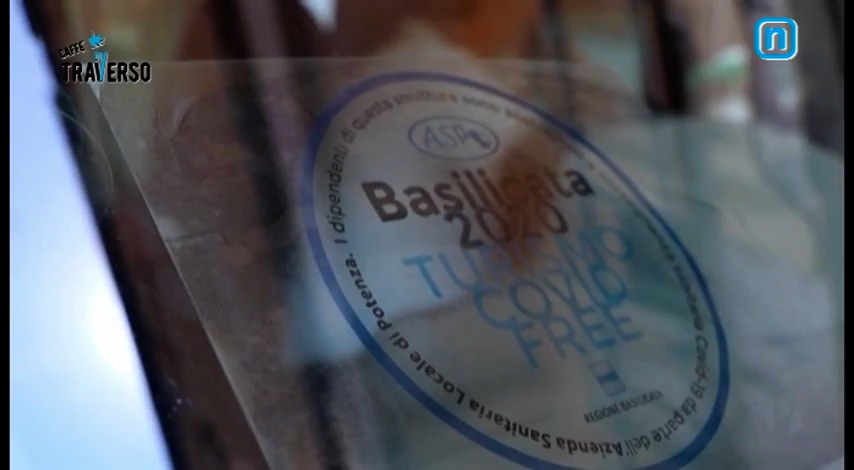 CAFFÈ
TRAVERSO
n
ASP
Basilicata
2020
TURISMO
COVID
FREE
REGIONE BASILICATA
I dipendenti di questa struttura sono
Covid-19 da parte dell'Azienda Sanitaria Locale di Potenza.